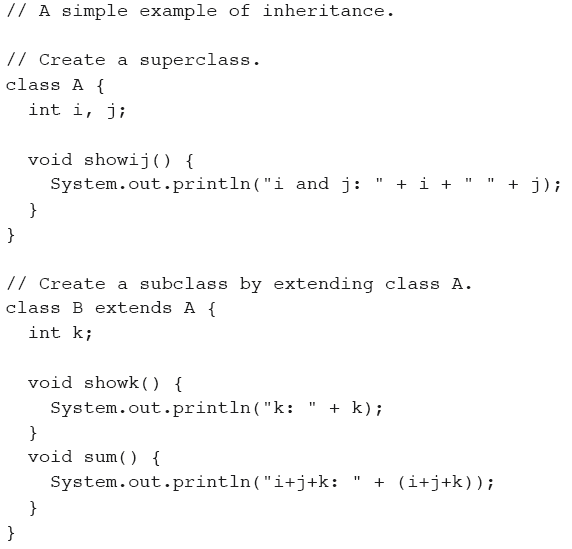 // A simple example of inheritance.
// Create a superclass.
class A {
int i, j;
void showij() {
System.out.println("i and j: " + i + " " + j);
}
}
// Create a subclass by extending class A.
class B extends A {
int k;
void showk() {
System.out.println("k: " + k);
}
void sum() {
System.out.println("i+j+k: " + (i+j+k));
}
}